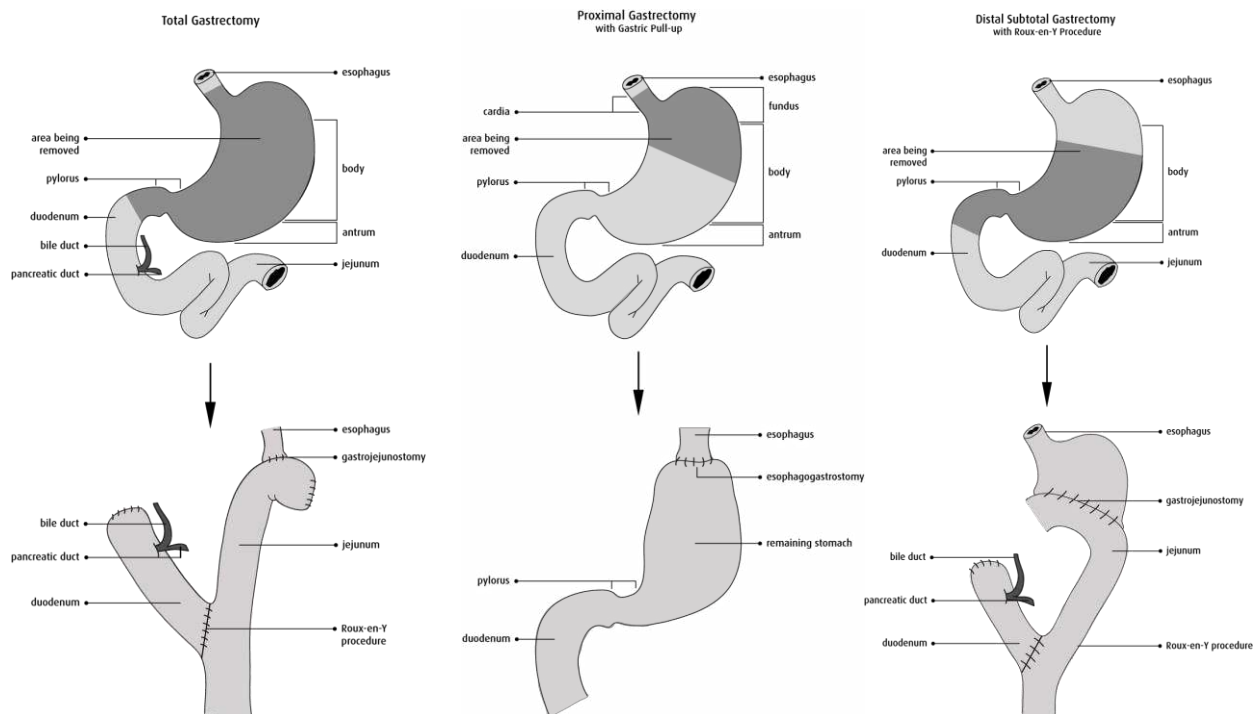 Total Gastrectomy
esophagus
area being
removed
body
pylorus
duodenum
antrum
bile duct
pancreatic duct
jejunum
esophagus
gastrojejunostomy
bile duct
pancreatic duct
jejunum
duodenum
Roux-en-Y
procedure
Proximal Gastrectomy
with Gastric Pull-up
esophagus
cardia
fundus
area being
removed
body
pylorus
antrum
duodenum
esophagus
esophagogastrostomy
remaining stomach
pylorus
duodenum
Distal Subtotal Gastrectomy
with Roux-en-Y Procedure
esophagus
area being
removed
body
pylorus
antrum
duodenum
jejunum
esophagus
gastrojejunostomy
bile duct
jejunum
pancreatic duct
duodenum
Roux-en-Y procedure